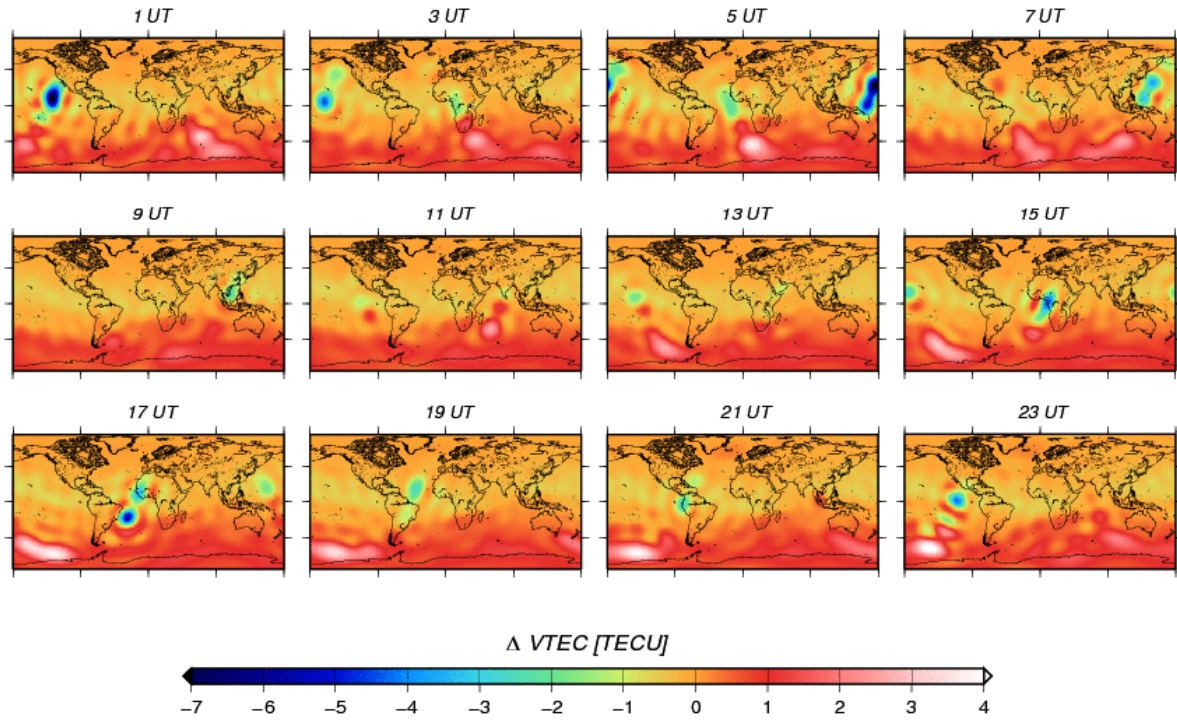 1 UT 3 UT 5 UT 7 UT
9 UT 11 UT 13 UT 15 UT
17 UT 19 UT 21 UT 23 UT
Δ VTEC [TECU]
−7 −6 −5 −4 −3 −2 −1 0 1 2 3 4